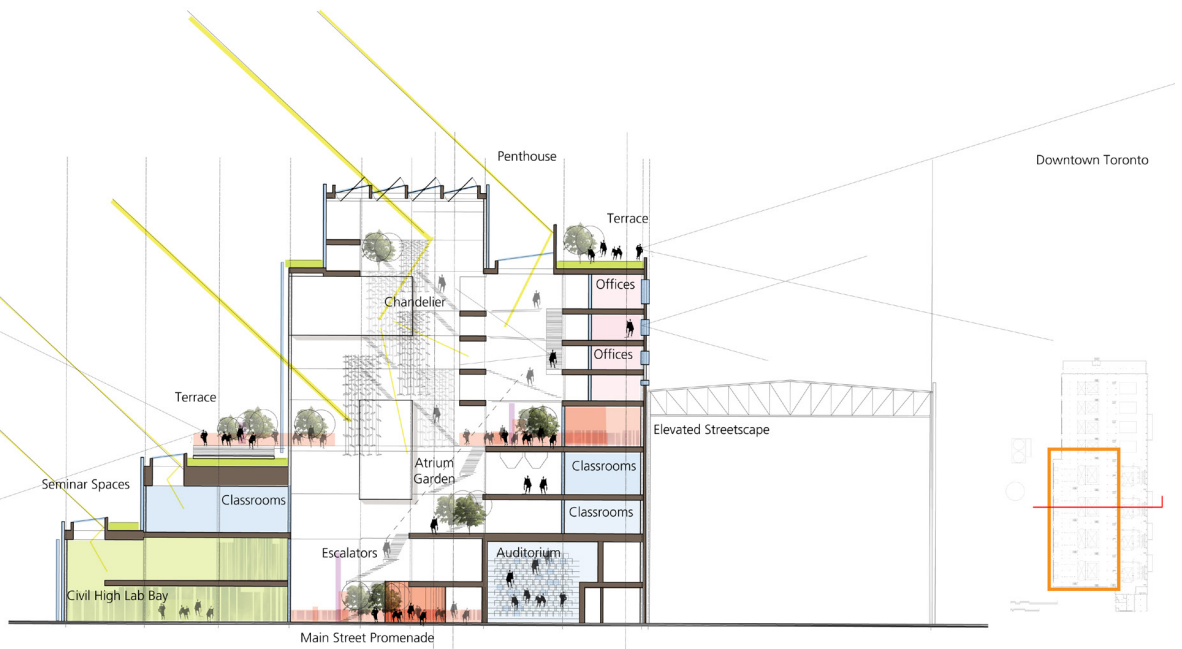 Penthouse
Downtown Toronto
Terrace
Offices
Chandelier
Offices
Terrace
Elevated Streetscape
Atrium
Garden
Classrooms
Seminar Spaces
Classrooms
Classrooms
Escalators
Auditorium
Civil High Lab Bay
Main Street Promenade